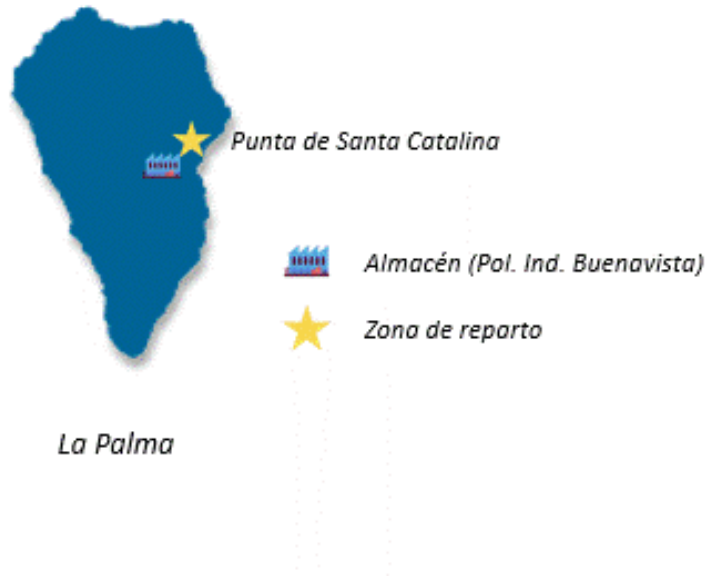 Punta de Santa Catalina
Almacén (Pol. Ind. Buenavista)
Zona de reparto
La Palma